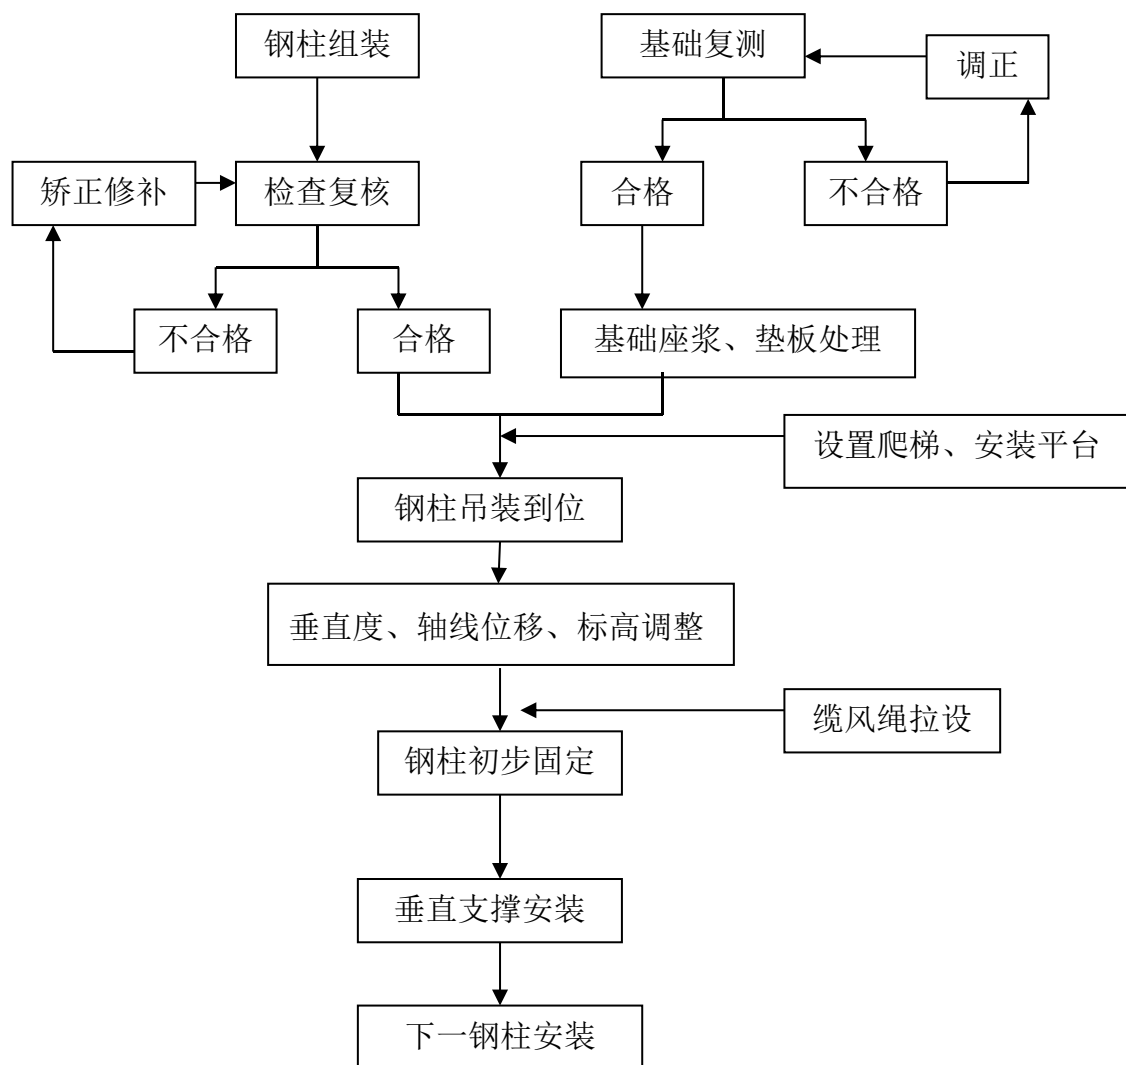 钢柱组装
基础复测
调正
矫正修补
检查复核
合格
不合格
不合格
合格
基础座浆、垫板处理
设置爬梯、安装平台
钢柱吊装到位
垂直度、轴线位移、标高调整
缆风绳拉设
钢柱初步固定
垂直支撑安装
下一钢柱安装